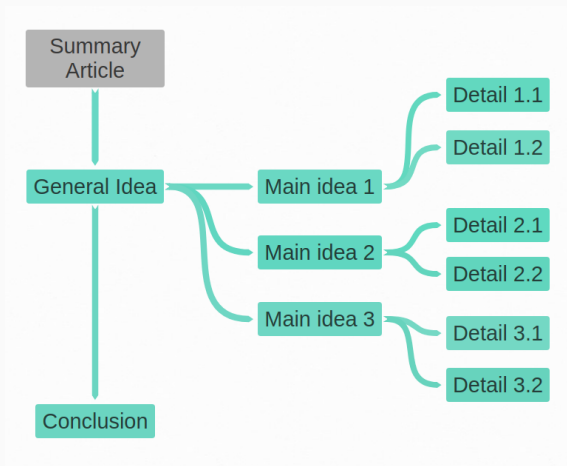 Summary
Article
General Idea
Main idea 1
Main idea 2
Main idea 3
Detail 1.1
Detail 1.2
Detail 2.1
Detail 2.2
Detail 3.1
Detail 3.2
Conclusion